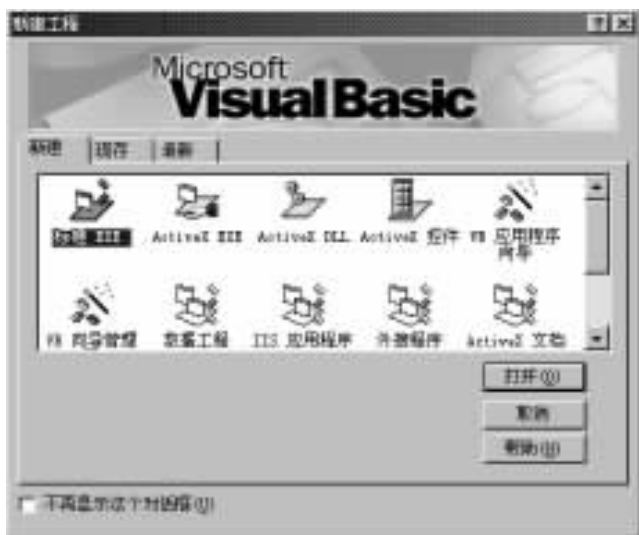 新建工程
Microsoft
Visual Basic
新建 现存 最新
标准 EXE ActiveX EXE ActiveX DLL ActiveX 控件 VB 应用程序
向导
VB 向导管理 数据工程 IIS 应用程序 外接程序 ActiveX 文档
打开(O)
取消
帮助(H)
不再显示这个对话框(D)